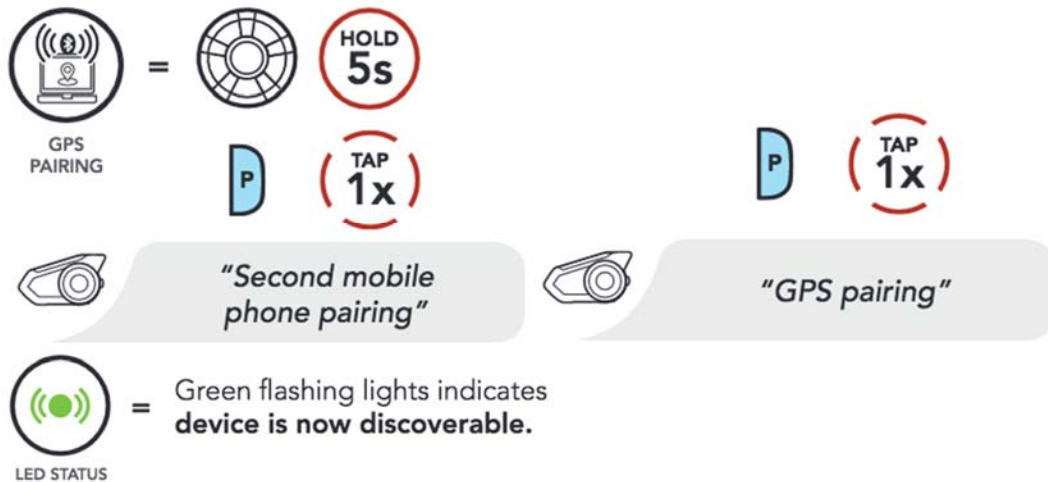 HOLD
5s
=
GPS
PAIRING
P
TAP
1x
P
TAP
1x
"Second mobile
phone pairing"
"GPS pairing"
=
Green flashing lights indicates
device is now discoverable.
LED STATUS